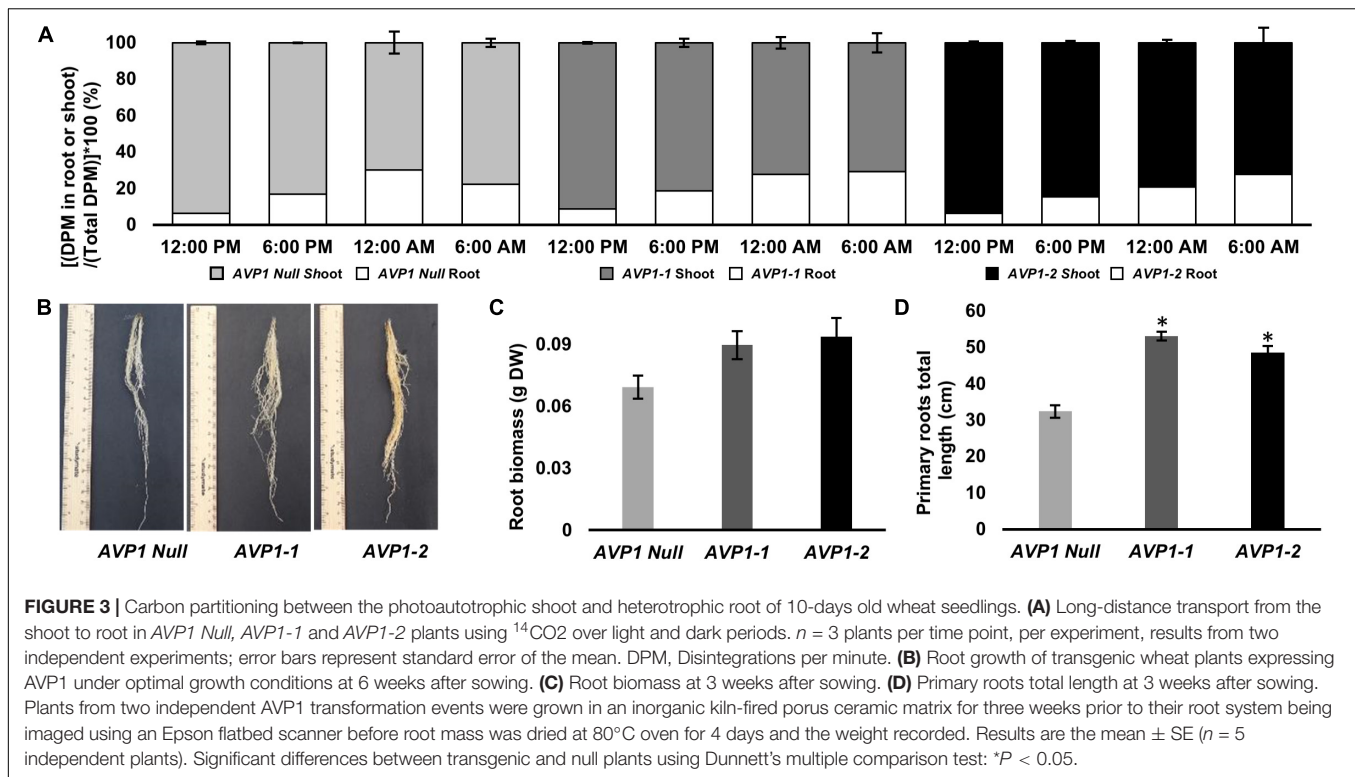 A
[(DPM in root or shoot)
/(Total DPM)]*100 (%)
100
80
60
40
20
0
12:00 PM 6:00 PM 12:00 AM 6:00 AM 12:00 PM 6:00 PM 12:00 AM 6:00 AM 12:00 PM 6:00 PM 12:00 AM 6:00 AM
AVP1 Null Shoot AVP1 Null Root AVP1-1 Shoot AVP1-1 Root AVP1-2 Shoot AVP1-2 Root
B
AVP1 Null AVP1-1 AVP1-2
C
Root biomass (g DW)
0.09
0.06
0.03
0
AVP1 Null AVP1-1 AVP1-2
D
Primary roots total
length (cm)
60
50
40
30
20
10
0
* *
AVP1 Null AVP1-1 AVP1-2
FIGURE 3 | Carbon partitioning between the photoautotrophic shoot and heterotrophic root of 10-days old wheat seedlings. (A) Long-distance transport from the
shoot to root in AVP1 Null, AVP1-1 and AVP1-2 plants using ¹⁴CO2 over light and dark periods. n = 3 plants per time point, per experiment, results from two
independent experiments; error bars represent standard error of the mean. DPM, Disintegrations per minute. (B) Root growth of transgenic wheat plants expressing
AVP1 under optimal growth conditions at 6 weeks after sowing. (C) Root biomass at 3 weeks after sowing. (D) Primary roots total length at 3 weeks after sowing.
Plants from two independent AVP1 transformation events were grown in an inorganic kiln-fired porus ceramic matrix for three weeks prior to their root system being
imaged using an Epson flatbed scanner before root mass was dried at 80°C oven for 4 days and the weight recorded. Results are the mean ± SE (n = 5
independent plants). Significant differences between transgenic and null plants using Dunnett's multiple comparison test: *P < 0.05.